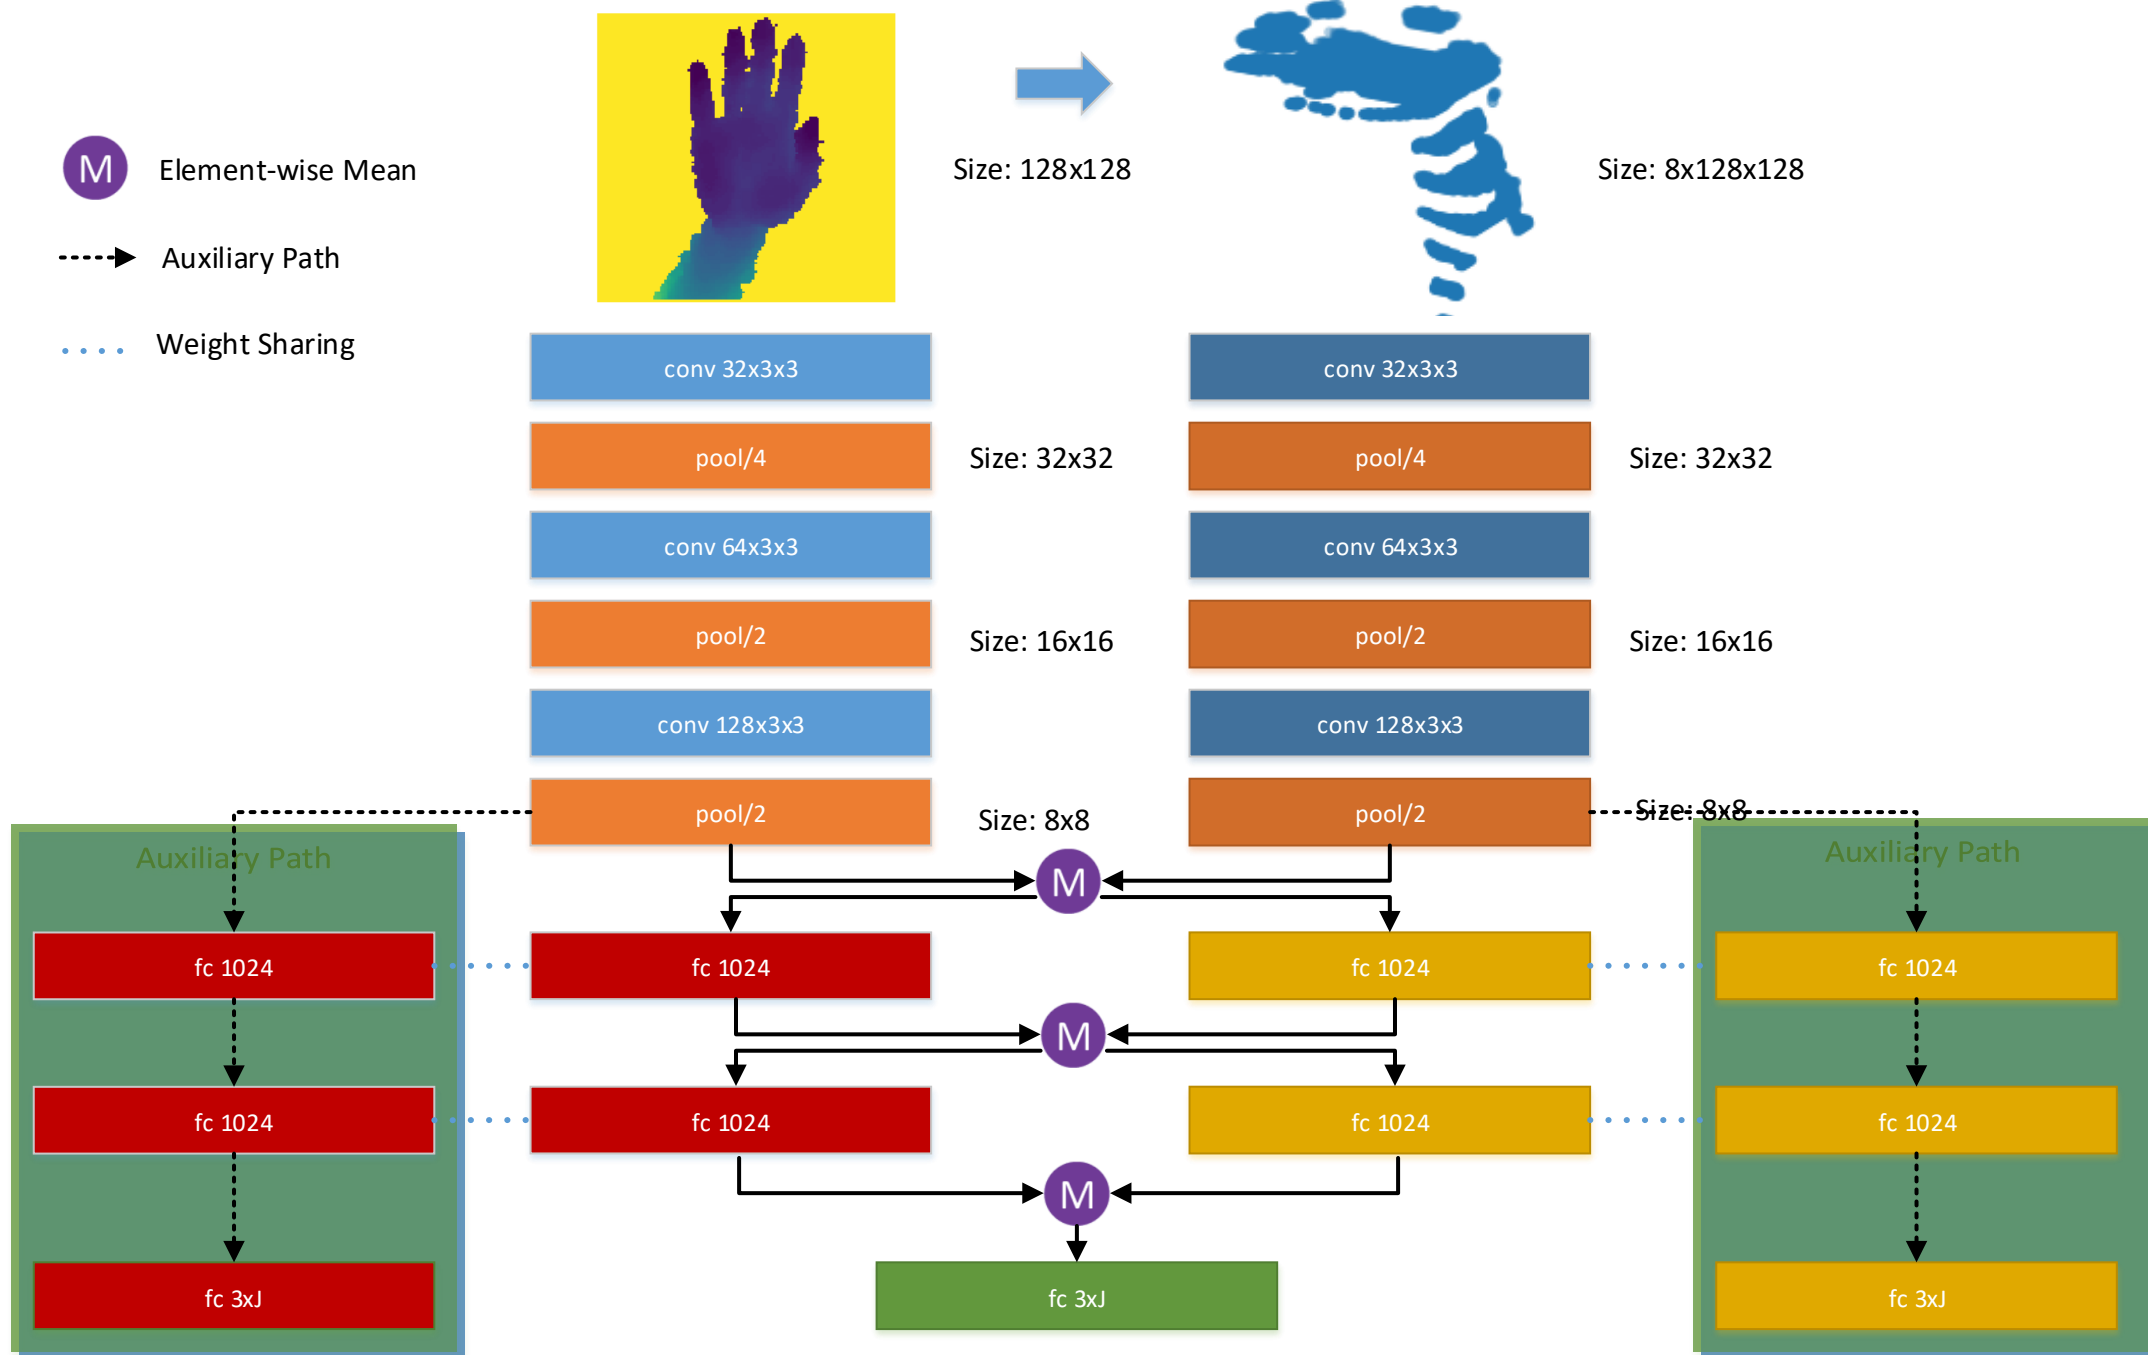 M Element-wise Mean
Auxiliary Path
Weight Sharing
Size: 128x128
Size: 8x128x128
conv 32x3x3
conv 32x3x3
pool/4
Size: 32x32
pool/4
Size: 32x32
conv 64x3x3
conv 64x3x3
pool/2
Size: 16x16
pool/2
Size: 16x16
conv 128x3x3
conv 128x3x3
pool/2
Size: 8x8
pool/2
Size: 8x8
Auxiliary Path
M
Auxiliary Path
fc 1024
fc 1024
fc 1024
fc 1024
M
fc 1024
fc 1024
fc 1024
fc 1024
M
fc 3xJ
fc 3xJ
fc 3xJ